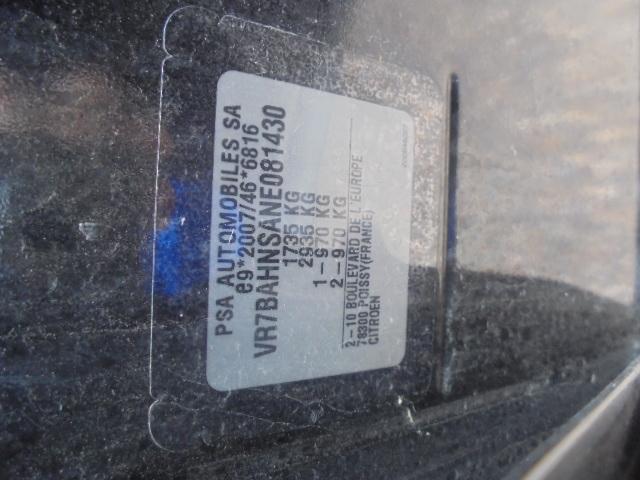 PSA AUTOMOBILES SA
e9*2007/46*6816
VR7BAHNSANE081430
1735 KG
2935 KG
1-970 KG
2-970 KG
2-10 BOULEVARD DE L'EUROPE
78300 POISSY(FRANCE)
CITROEN